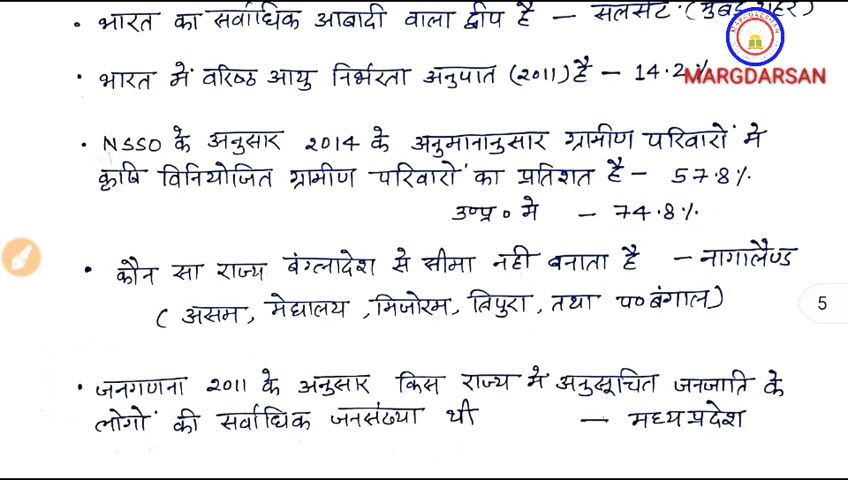 • भारत का सर्वाधिक आबादी वाला द्वीप है – सलसेट (मुंबई शहर)
MARGDARSAN
• भारत में वरिष्ठ आयु निर्भरता अनुपात (2011) है – 14.2%
• NSSO के अनुसार 2014 के अनुमानानुसार ग्रामीण परिवारों में
कृषि विनियोजित ग्रामीण परिवारों का प्रतिशत है – 57.8%
उ०प्र० में – 74.8%
• कौन सा राज्य बंग्लादेश से सीमा नही बनाता है – नागालैण्ड
(असम, मेघालय, मिजोरम, त्रिपुरा, तथा प० बंगाल)
5
• जनगणना 2011 के अनुसार किस राज्य में अनुसूचित जनजाति के
लोगों की सर्वाधिक जनसंख्या थी – मध्य प्रदेश